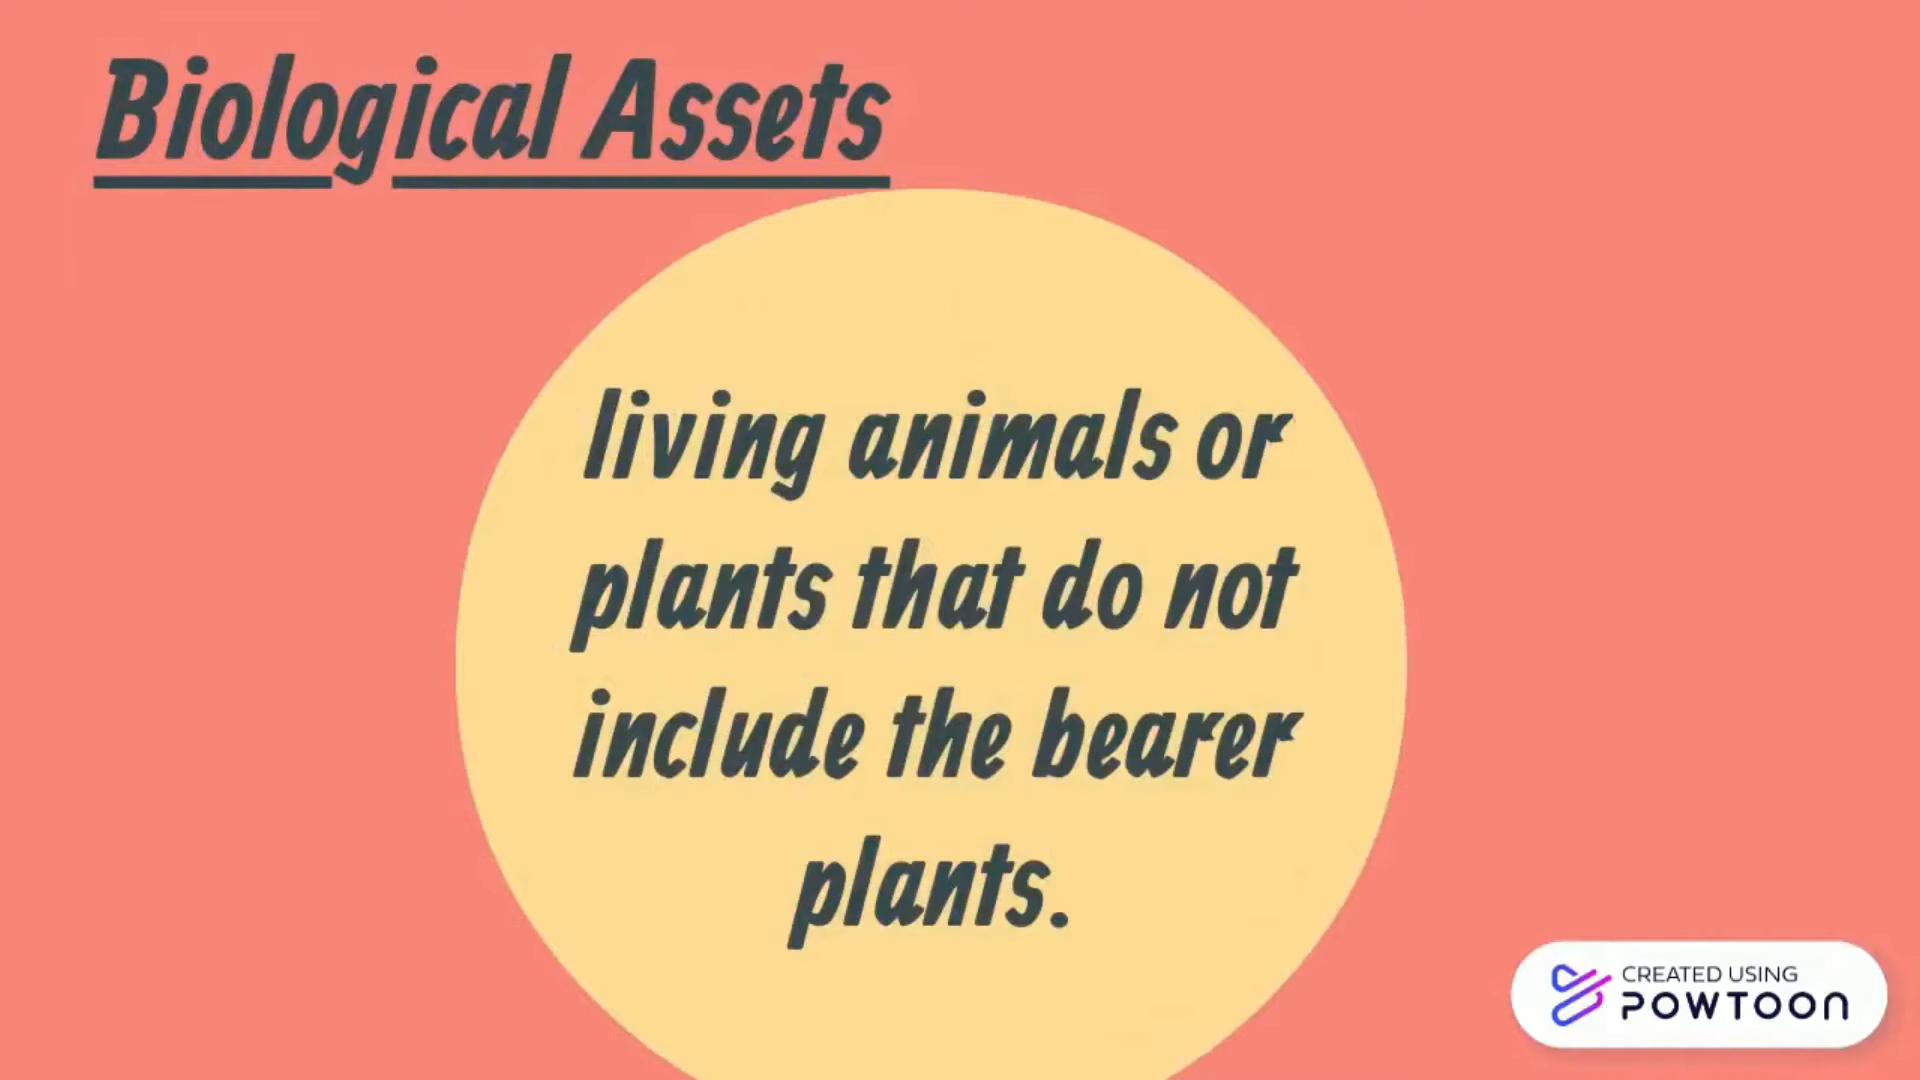 Biological Assets
living animals or
plants that do not
include the bearer
plants.
CREATED USING
POWTOON